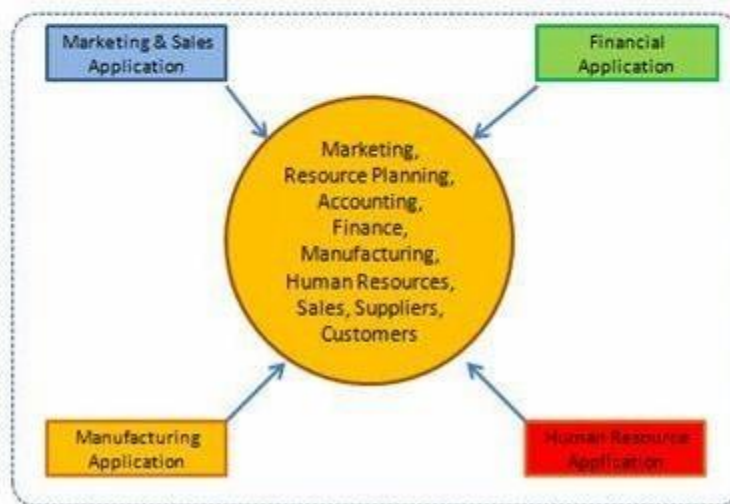 Marketing & Sales
Application
Financial
Application
Marketing,
Resource Planning,
Accounting,
Finance,
Manufacturing,
Human Resources,
Sales, Suppliers,
Customers
Manufacturing
Application
Human Resource
Application